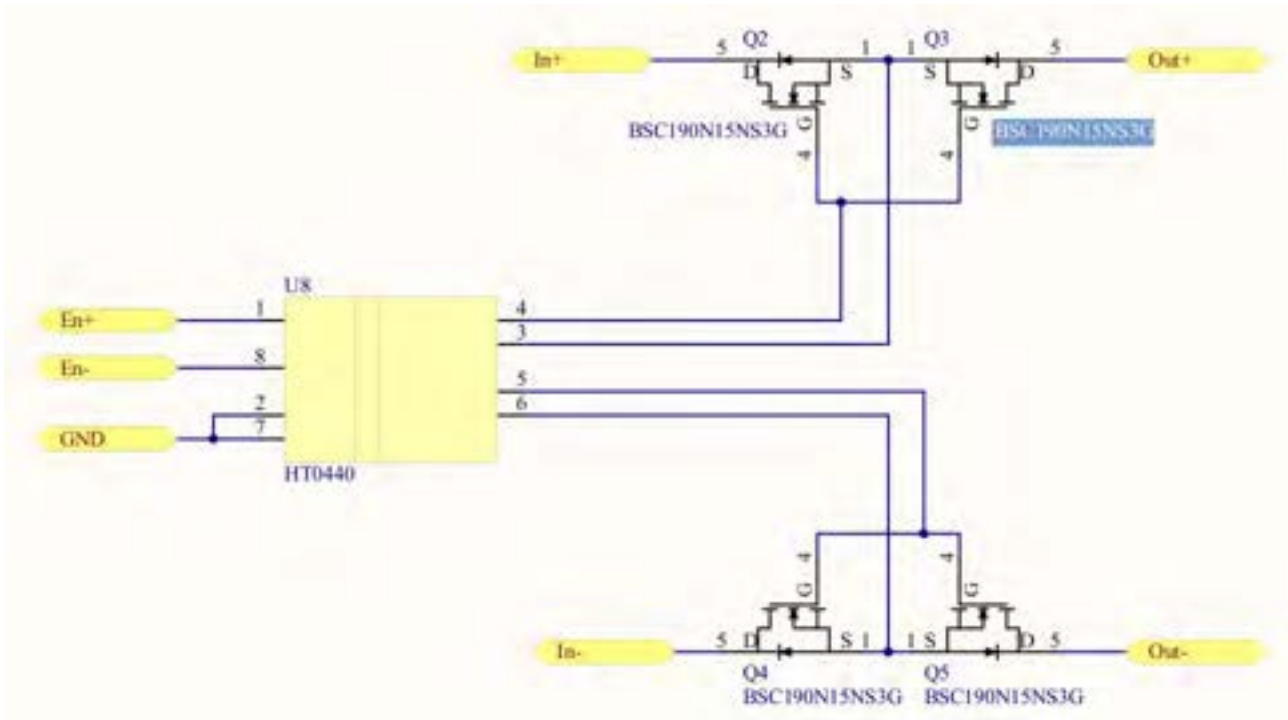 Q2
Q3
In+
5
1
1
5
Out+
D
S
S
D
BSC190N15NS3G
G
G
BSC190N15NS3G
4
4
U8
En+
1
4
3
En-
8
5
2
6
GND
7
HT0440
4
4
G
G
In-
5
D
S
1
1
S
D
5
Out-
Q4
Q5
BSC190N15NS3G
BSC190N15NS3G